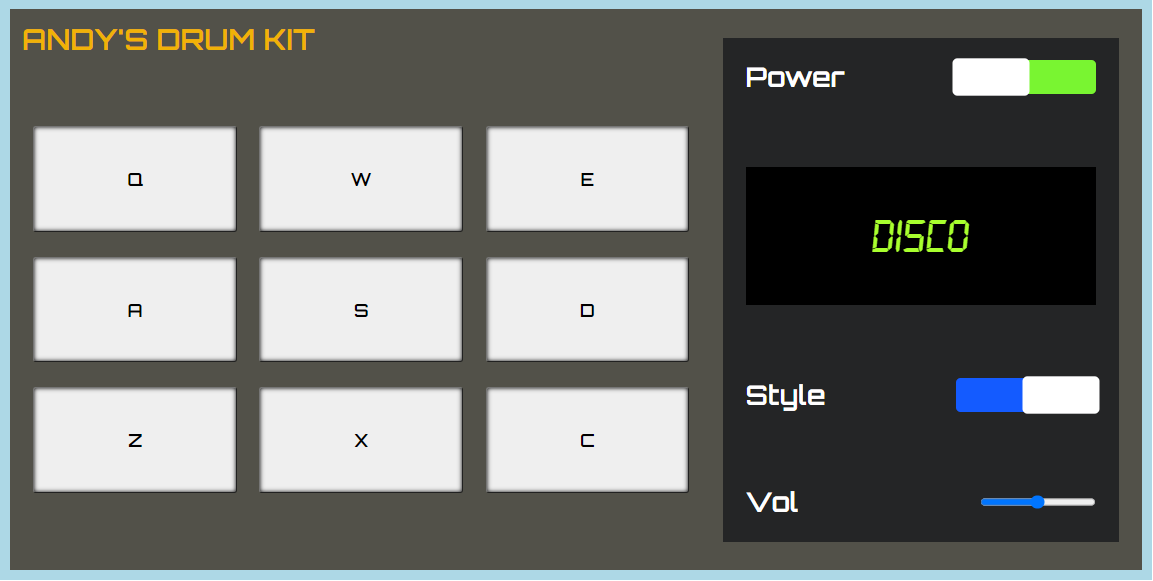 ANDY'S DRUM KIT
Power
Q W E
DISCO
A S D
Style
Z X C
Vol